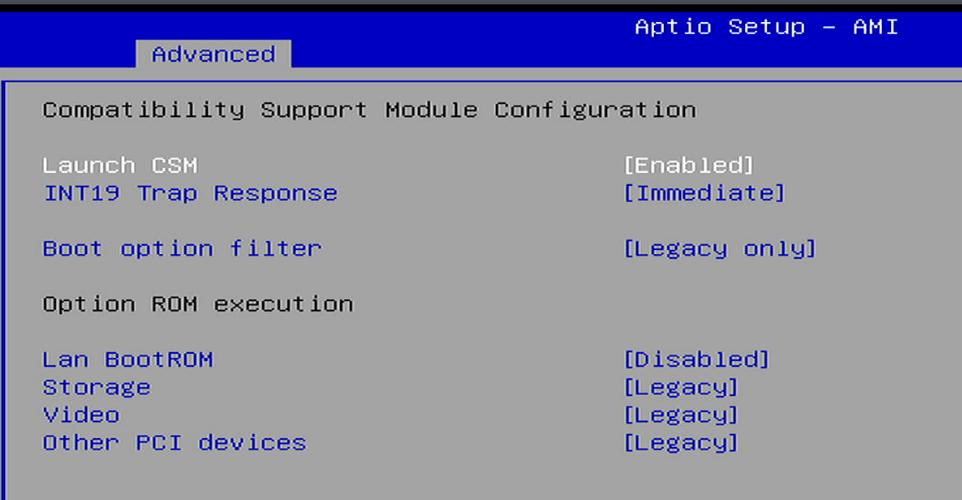 Aptio Setup - AMI
Advanced
Compatibility Support Module Configuration
Launch CSM [Enabled]
INT19 Trap Response [Immediate]
Boot option filter [Legacy only]
Option ROM execution
Lan BootROM [Disabled]
Storage [Legacy]
Video [Legacy]
Other PCI devices [Legacy]